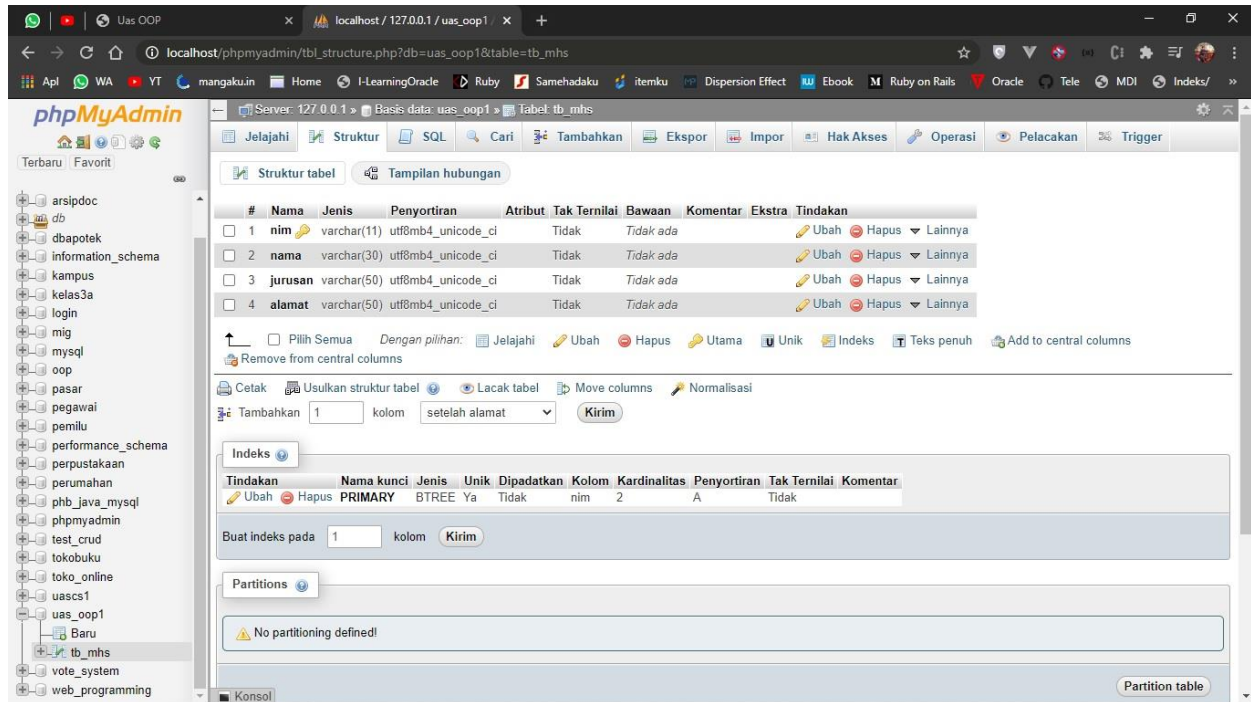 Uas OOP
localhost / 127.0.0.1 / uas_oop1 /
localhost/phpmyadmin/tbl_structure.php?db=uas_oop1&table=tb_mhs
Apl WA YT mangaku.in Home I-LearningOracle Ruby Samehadaku itemku Dispersion Effect Ebook Ruby on Rails Oracle Tele MDI Indeks/ »
phpMyAdmin
Terbaru Favorit
arsipdoc
db
dbapotek
information_schema
kampus
kelas3a
login
mig
mysql
oop
pasar
pegawai
pemilu
performance_schema
perpustakaan
perumahan
phb_java_mysql
phpmyadmin
test_crud
tokobuku
toko_online
uascs1
uas_oop1
Baru
tb_mhs
vote_system
web_programming
Server: 127.0.0.1 » Basis data: uas_oop1 » Tabel: tb_mhs
Jelajahi Struktur SQL Cari Tambahkan Ekspor Impor Hak Akses Operasi Pelacakan Trigger
Struktur tabel Tampilan hubungan
# Nama Jenis Penyortiran Atribut Tak Ternilai Bawaan Komentar Ekstra Tindakan
1 nim varchar(11) utf8mb4_unicode_ci Tidak Tidak ada Ubah Hapus Lainnya
2 nama varchar(30) utf8mb4_unicode_ci Tidak Tidak ada Ubah Hapus Lainnya
3 jurusan varchar(50) utf8mb4_unicode_ci Tidak Tidak ada Ubah Hapus Lainnya
4 alamat varchar(50) utf8mb4_unicode_ci Tidak Tidak ada Ubah Hapus Lainnya
Pilih Semua Dengan pilihan: Jelajahi Ubah Hapus Utama Unik Indeks Teks penuh Add to central columns
Remove from central columns
Cetak Usulkan struktur tabel Lacak tabel Move columns Normalisasi
Tambahkan 1 kolom setelah alamat Kirim
Indeks
Tindakan Nama kunci Jenis Unik Dipadatkan Kolom Kardinalitas Penyortiran Tak Ternilai Komentar
Ubah Hapus PRIMARY BTREE Ya Tidak nim 2 A Tidak
Buat indeks pada 1 kolom Kirim
Partitions
No partitioning defined!
Partition table
Konsol